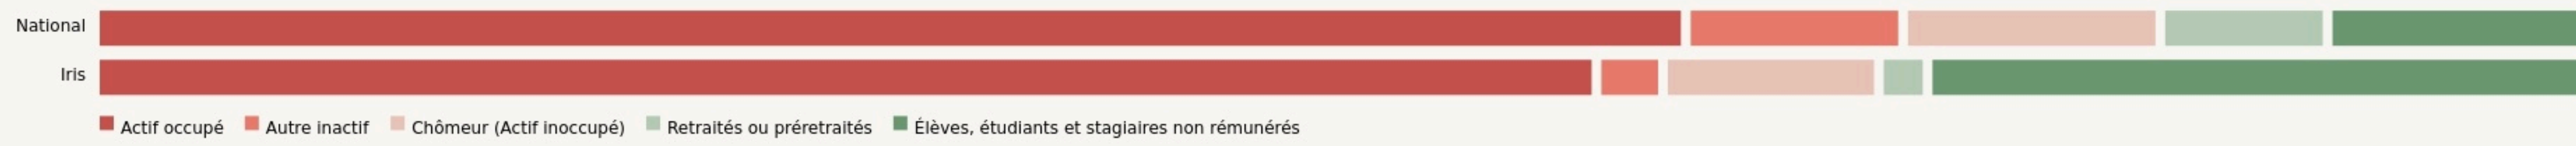 National
Iris
Actif occupé Autre inactif Chômeur (Actif inoccupé) Retraités ou préretraités Élèves, étudiants et stagiaires non rémunérés